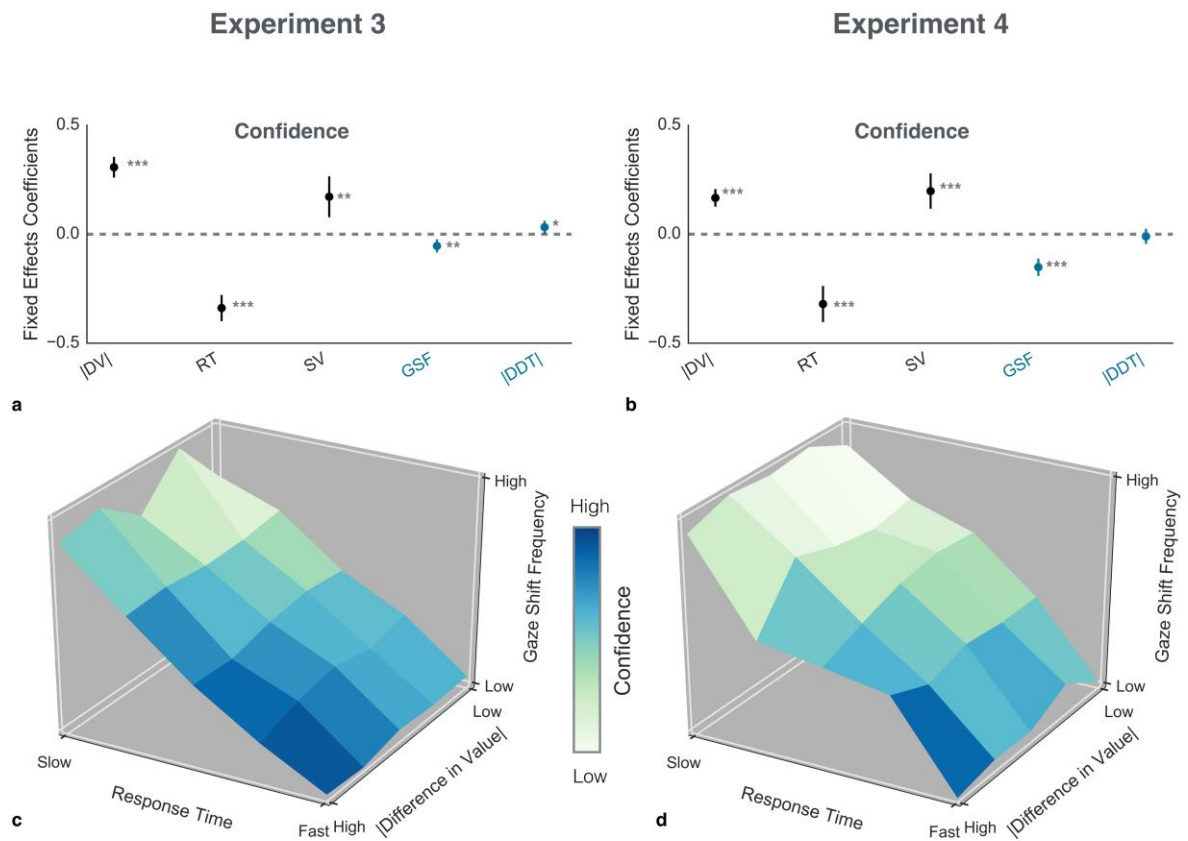 Experiment 3
Experiment 4
Confidence
Fixed Effects Coefficients
0.5
0.0
−0.5
***
***
**
**
*
|DV|
RT
SV
GSF
|DDT|
a
Confidence
Fixed Effects Coefficients
0.5
0.0
−0.5
***
***
***
***
|DV|
RT
SV
GSF
|DDT|
b
High
Gaze Shift Frequency
Low
Low
|Difference in Value|
Fast High
Response Time
Slow
c
High
Confidence
Low
High
Gaze Shift Frequency
Low
Low
|Difference in Value|
Fast High
Response Time
Slow
d